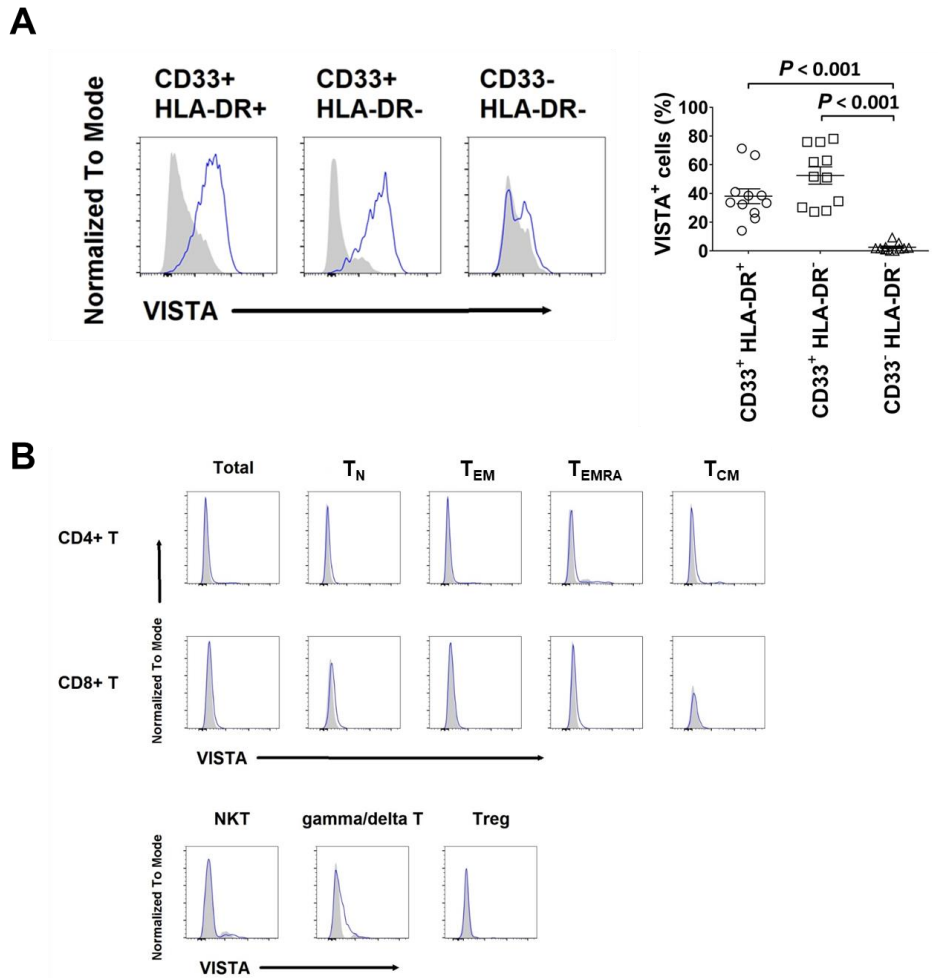 A
CD33+ HLA-DR+
CD33+ HLA-DR-
CD33- HLA-DR-
Normalized To Mode
VISTA
P < 0.001
P < 0.001
VISTA+ cells (%)
100
80
60
40
20
0
CD33+ HLA-DR+
CD33+ HLA-DR-
CD33- HLA-DR-
B
Total
TN
TEM
TEMRA
TCM
CD4+ T
CD8+ T
Normalized To Mode
VISTA
NKT
gamma/delta T
Treg
Normalized To Mode
VISTA